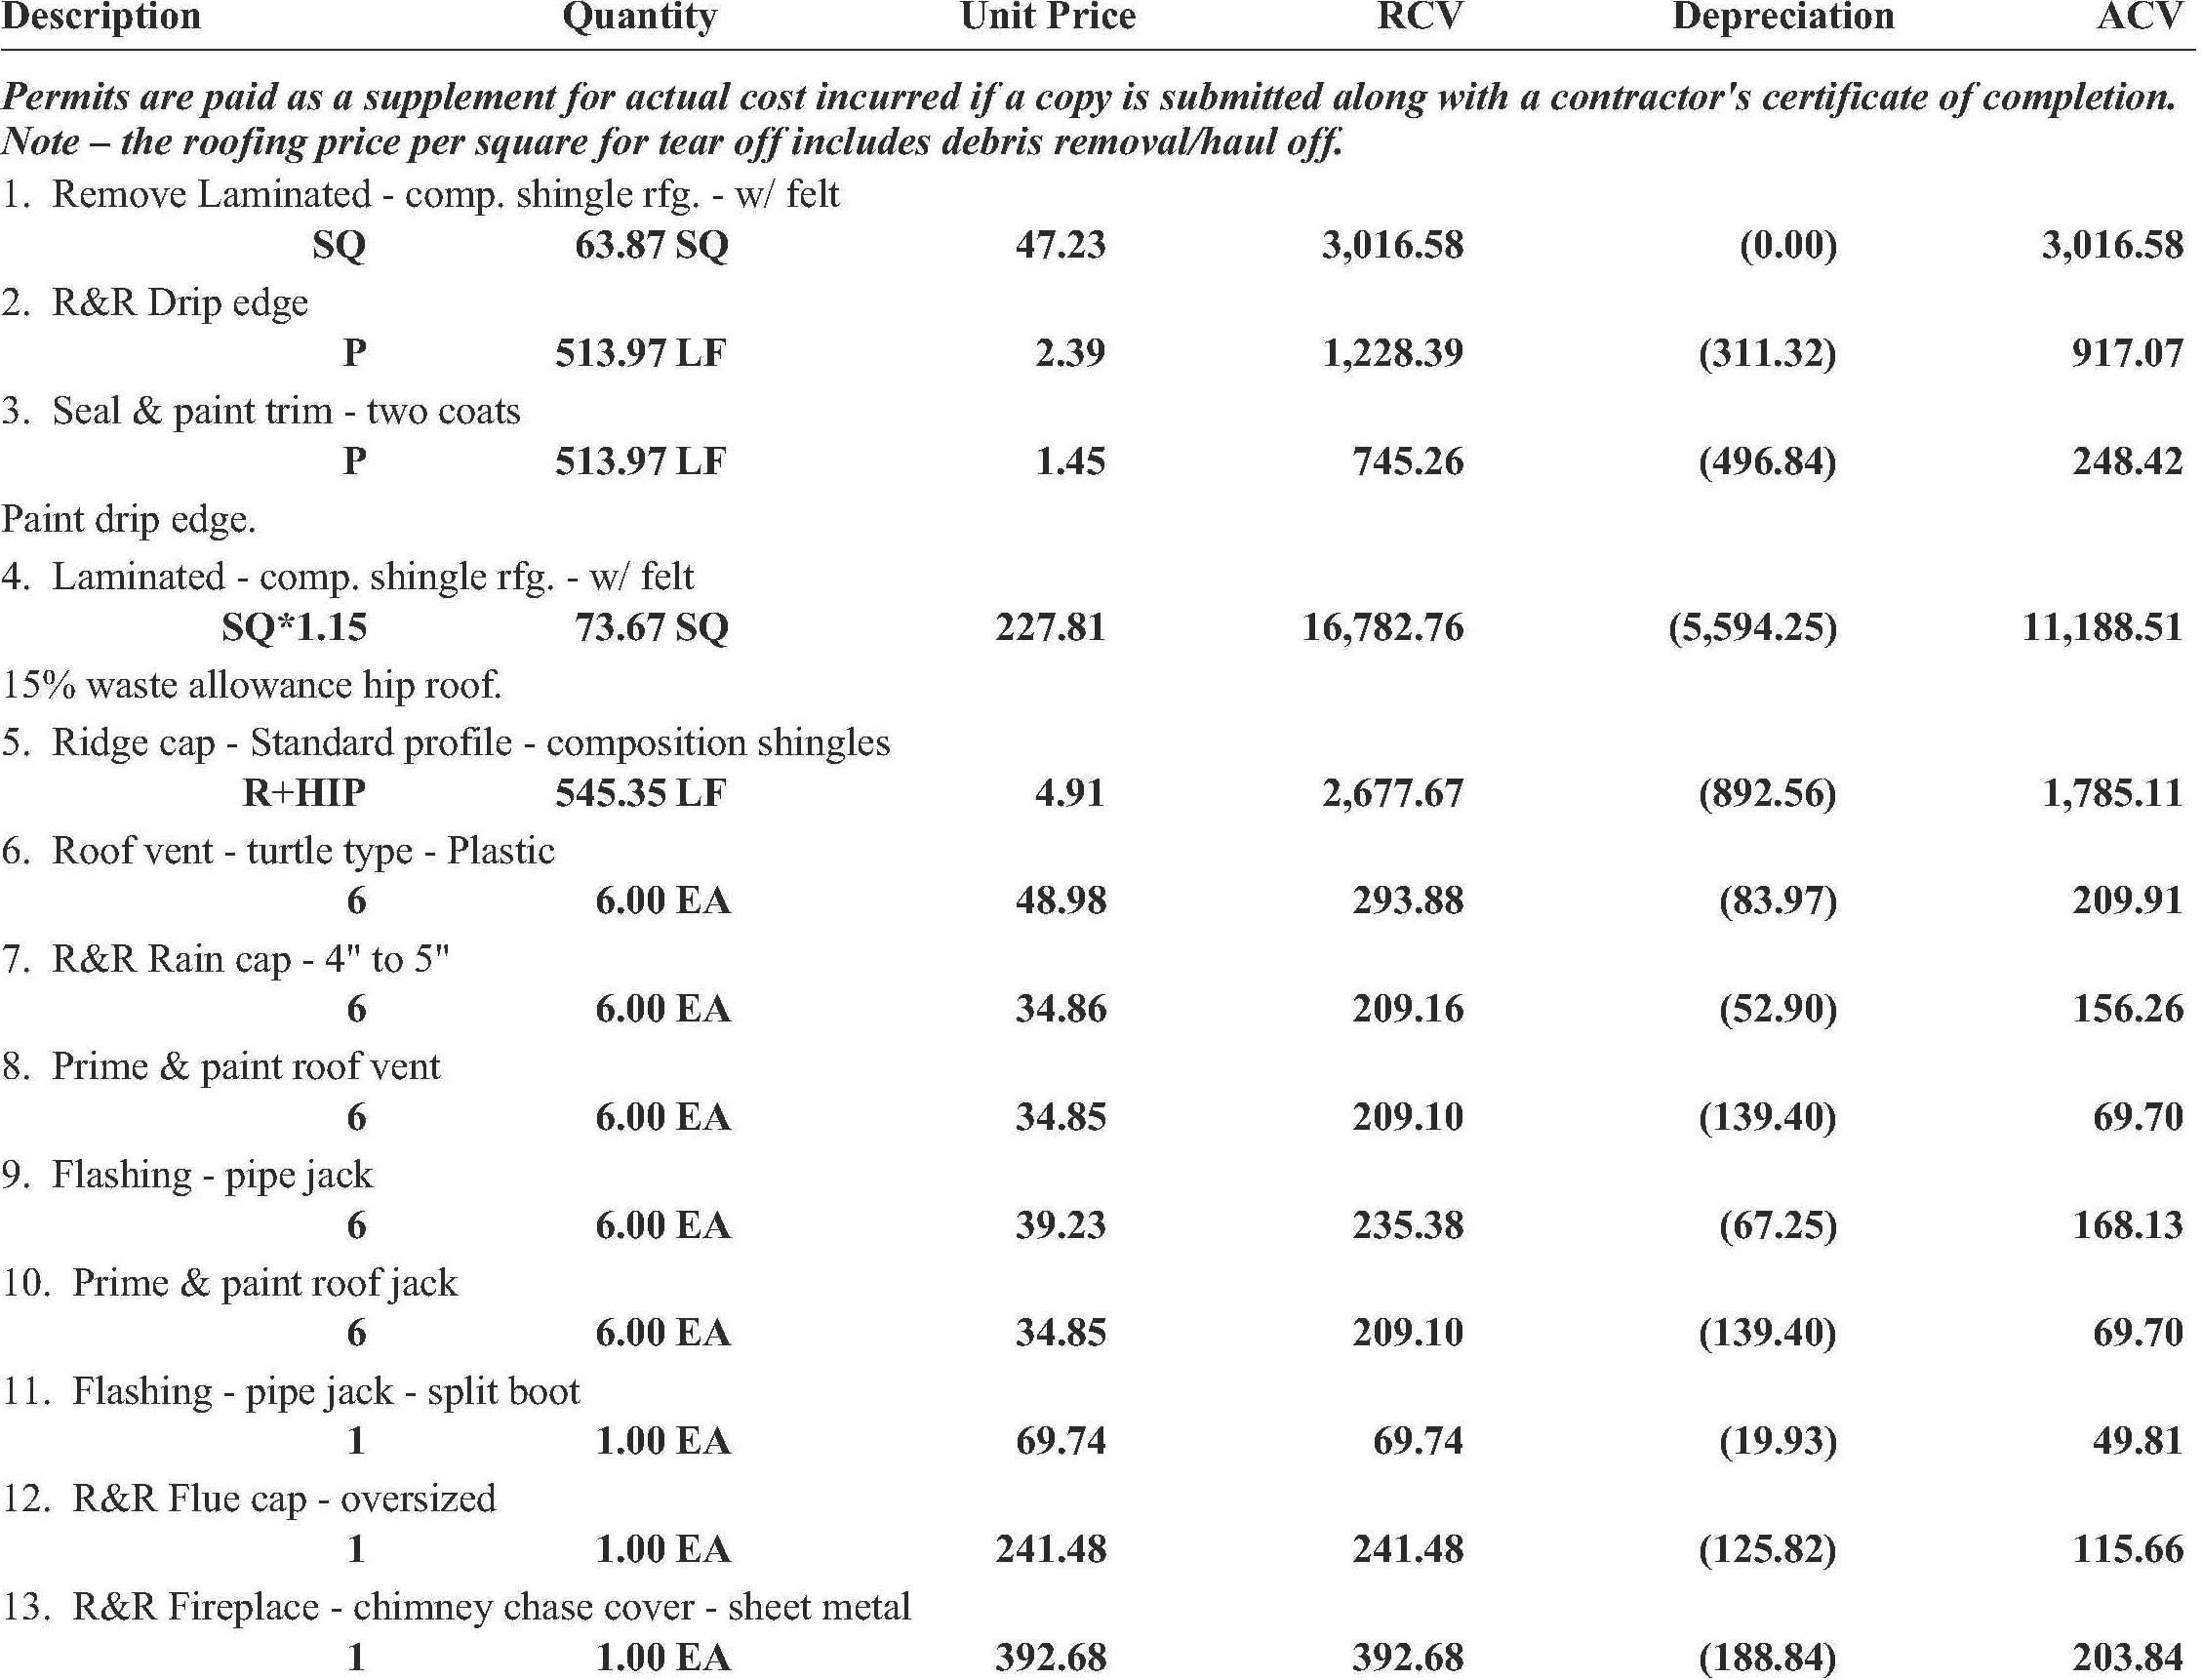 Description Quantity Unit Price RCV Depreciation ACV
Permits are paid as a supplement for actual cost incurred if a copy is submitted along with a contractor's certificate of completion.
Note – the roofing price per square for tear off includes debris removal/haul off.
1. Remove Laminated - comp. shingle rfg. - w/ felt
SQ 63.87 SQ 47.23 3,016.58 (0.00) 3,016.58
2. R&R Drip edge
P 513.97 LF 2.39 1,228.39 (311.32) 917.07
3. Seal & paint trim - two coats
P 513.97 LF 1.45 745.26 (496.84) 248.42
Paint drip edge.
4. Laminated - comp. shingle rfg. - w/ felt
SQ*1.15 73.67 SQ 227.81 16,782.76 (5,594.25) 11,188.51
15% waste allowance hip roof.
5. Ridge cap - Standard profile - composition shingles
R+HIP 545.35 LF 4.91 2,677.67 (892.56) 1,785.11
6. Roof vent - turtle type - Plastic
6 6.00 EA 48.98 293.88 (83.97) 209.91
7. R&R Rain cap - 4" to 5"
6 6.00 EA 34.86 209.16 (52.90) 156.26
8. Prime & paint roof vent
6 6.00 EA 34.85 209.10 (139.40) 69.70
9. Flashing - pipe jack
6 6.00 EA 39.23 235.38 (67.25) 168.13
10. Prime & paint roof jack
6 6.00 EA 34.85 209.10 (139.40) 69.70
11. Flashing - pipe jack - split boot
1 1.00 EA 69.74 69.74 (19.93) 49.81
12. R&R Flue cap - oversized
1 1.00 EA 241.48 241.48 (125.82) 115.66
13. R&R Fireplace - chimney chase cover - sheet metal
1 1.00 EA 392.68 392.68 (188.84) 203.84